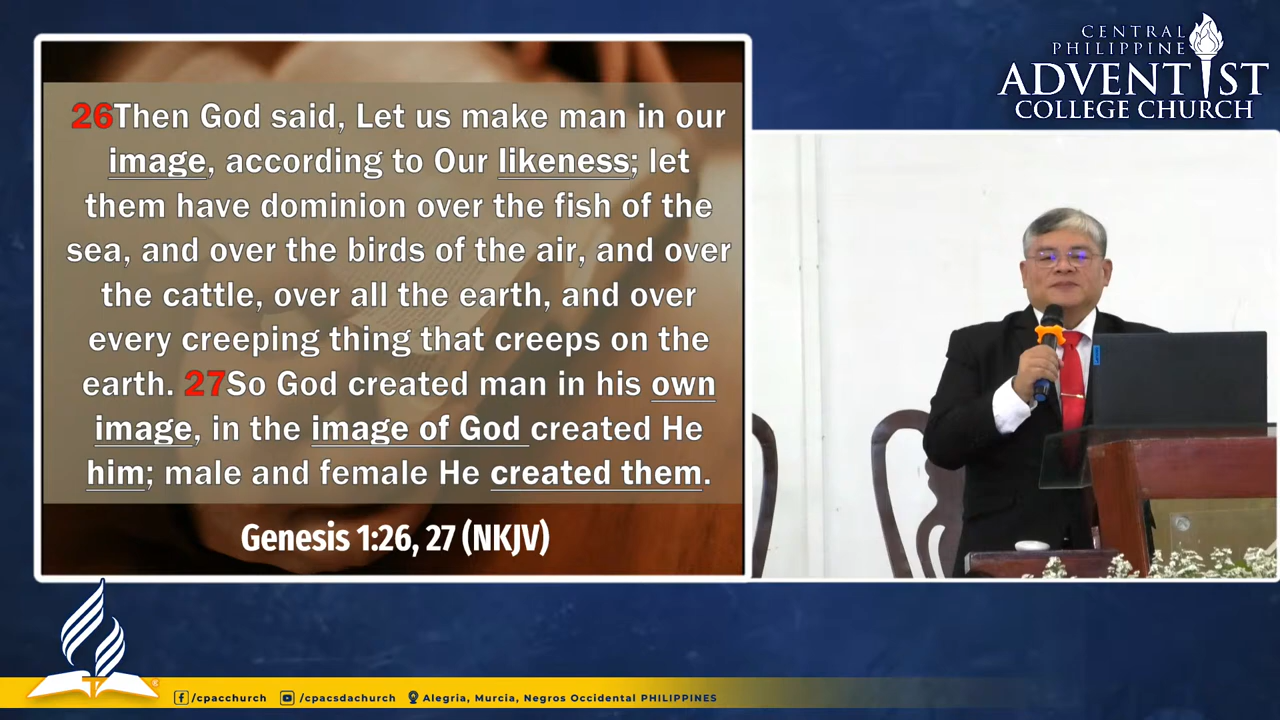 26Then God said, Let us make man in our
image, according to Our likeness; let
them have dominion over the fish of the
sea, and over the birds of the air, and over
the cattle, over all the earth, and over
every creeping thing that creeps on the
earth. 27So God created man in his own
image, in the image of God created He
him; male and female He created them.
Genesis 1:26, 27 (NKJV)
CENTRAL
PHILIPPINE
ADVENTIST
COLLEGE CHURCH
/cpacchurch
/cpacsdachurch
Alegria, Murcia, Negros Occidental PHILIPPINES